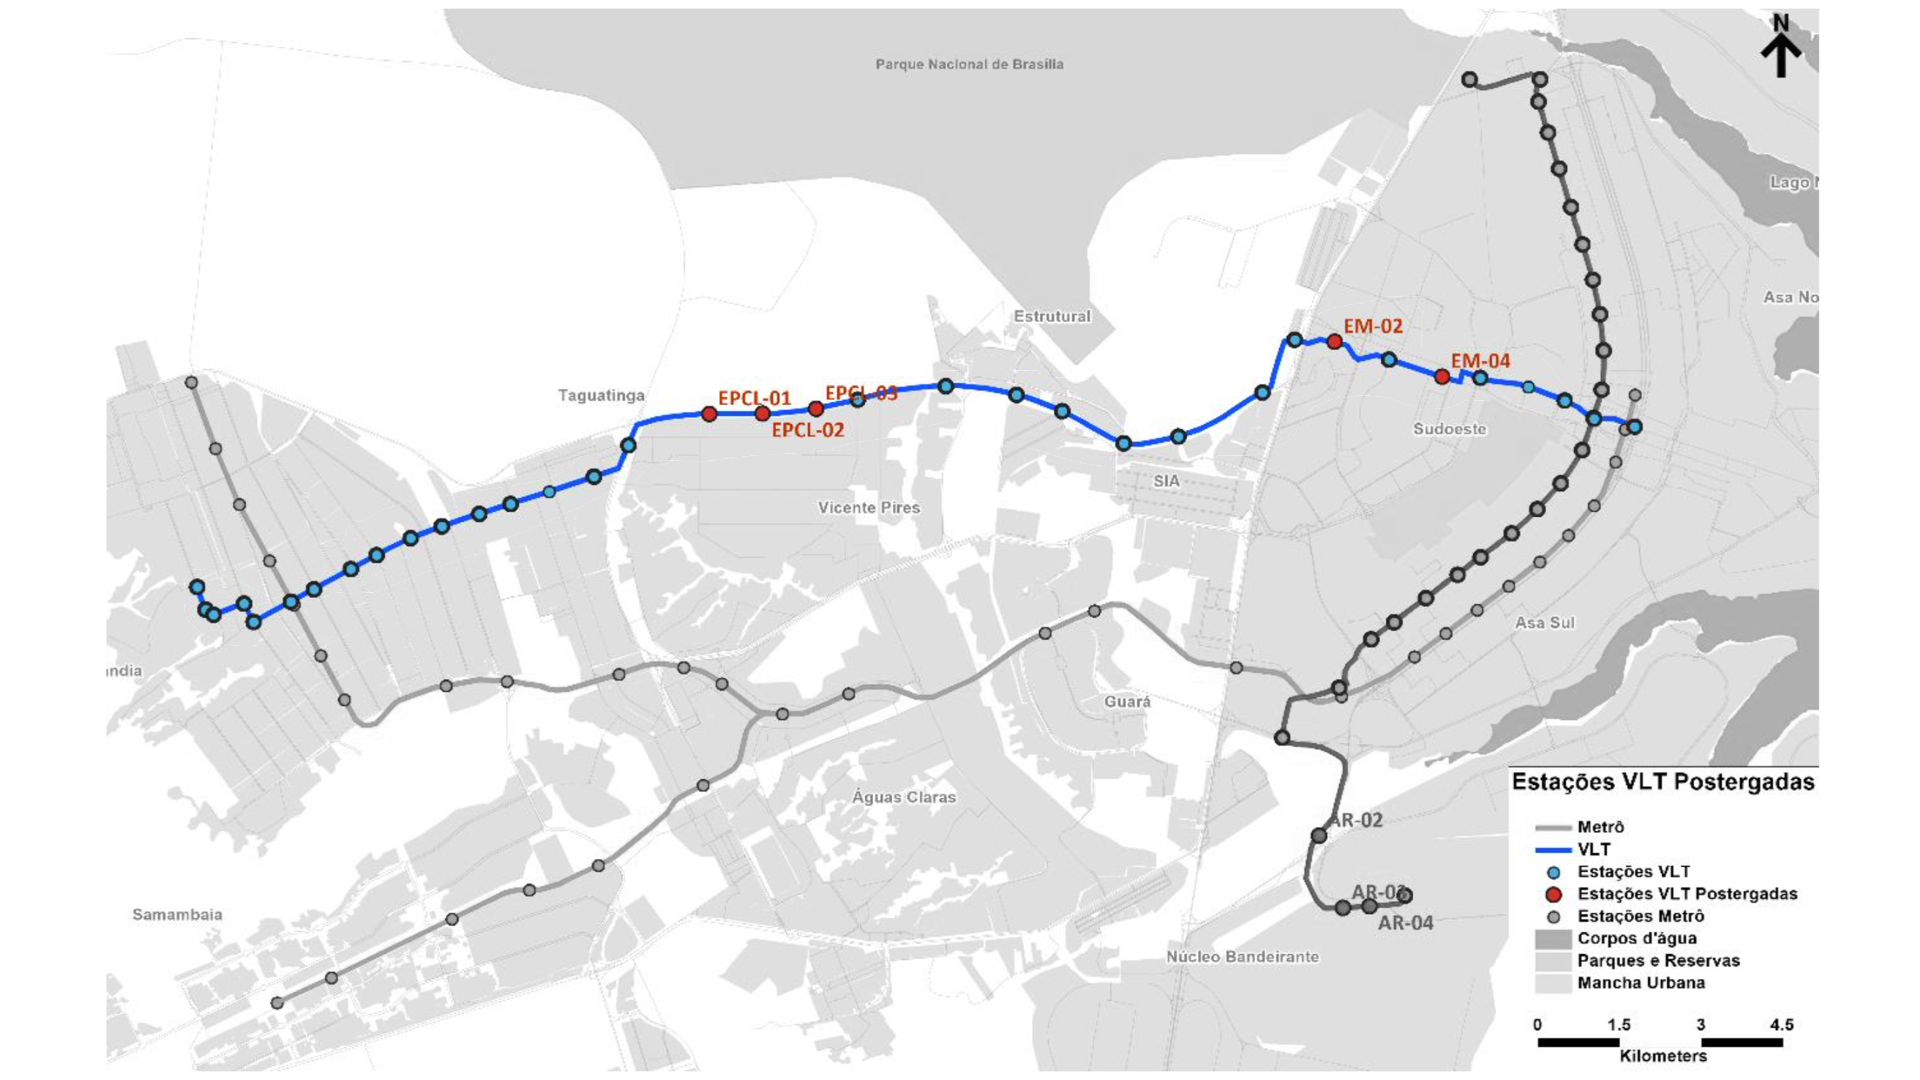 N
Parque Nacional de Brasília
Lago N
Asa No
Estrutural
EM-02
EM-04
Taguatinga
EPCL-01
EPCL-03
EPCL-02
Sudoeste
SIA
Vicente Pires
Asa Sul
ndia
Guará
Águas Claras
AR-02
AR-03
AR-04
Samambaia
Núcleo Bandeirante
Estações VLT Postergadas
Metrô
VLT
Estações VLT
Estações VLT Postergadas
Estações Metrô
Corpos d'água
Parques e Reservas
Mancha Urbana
0 1.5 3 4.5
Kilometers